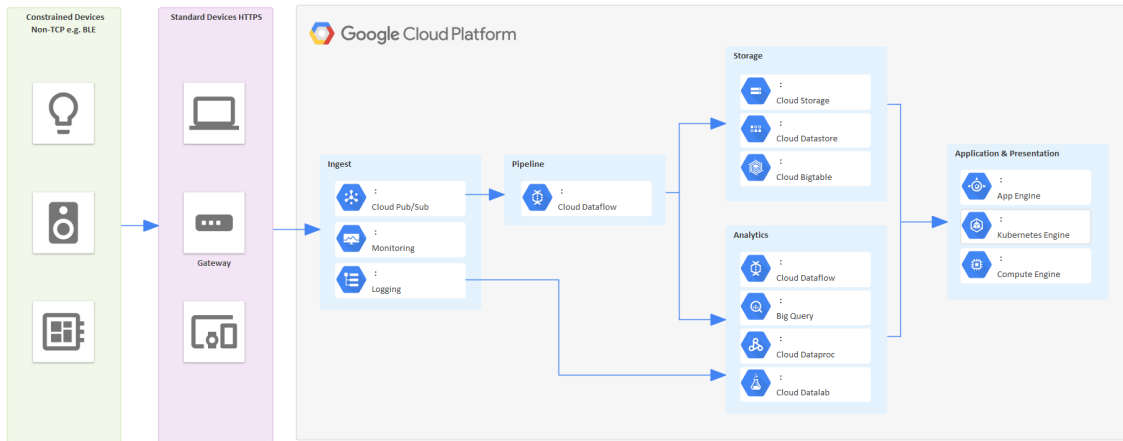 Constrained Devices
Non-TCP e.g. BLE
Standard Devices HTTPS
Gateway
Google Cloud Platform
Ingest
:
Cloud Pub/Sub
:
Monitoring
:
Logging
Pipeline
:
Cloud Dataflow
Storage
:
Cloud Storage
:
Cloud Datastore
:
Cloud Bigtable
Analytics
:
Cloud Dataflow
:
Big Query
:
Cloud Dataproc
:
Cloud Datalab
Application & Presentation
:
App Engine
:
Kubernetes Engine
:
Compute Engine